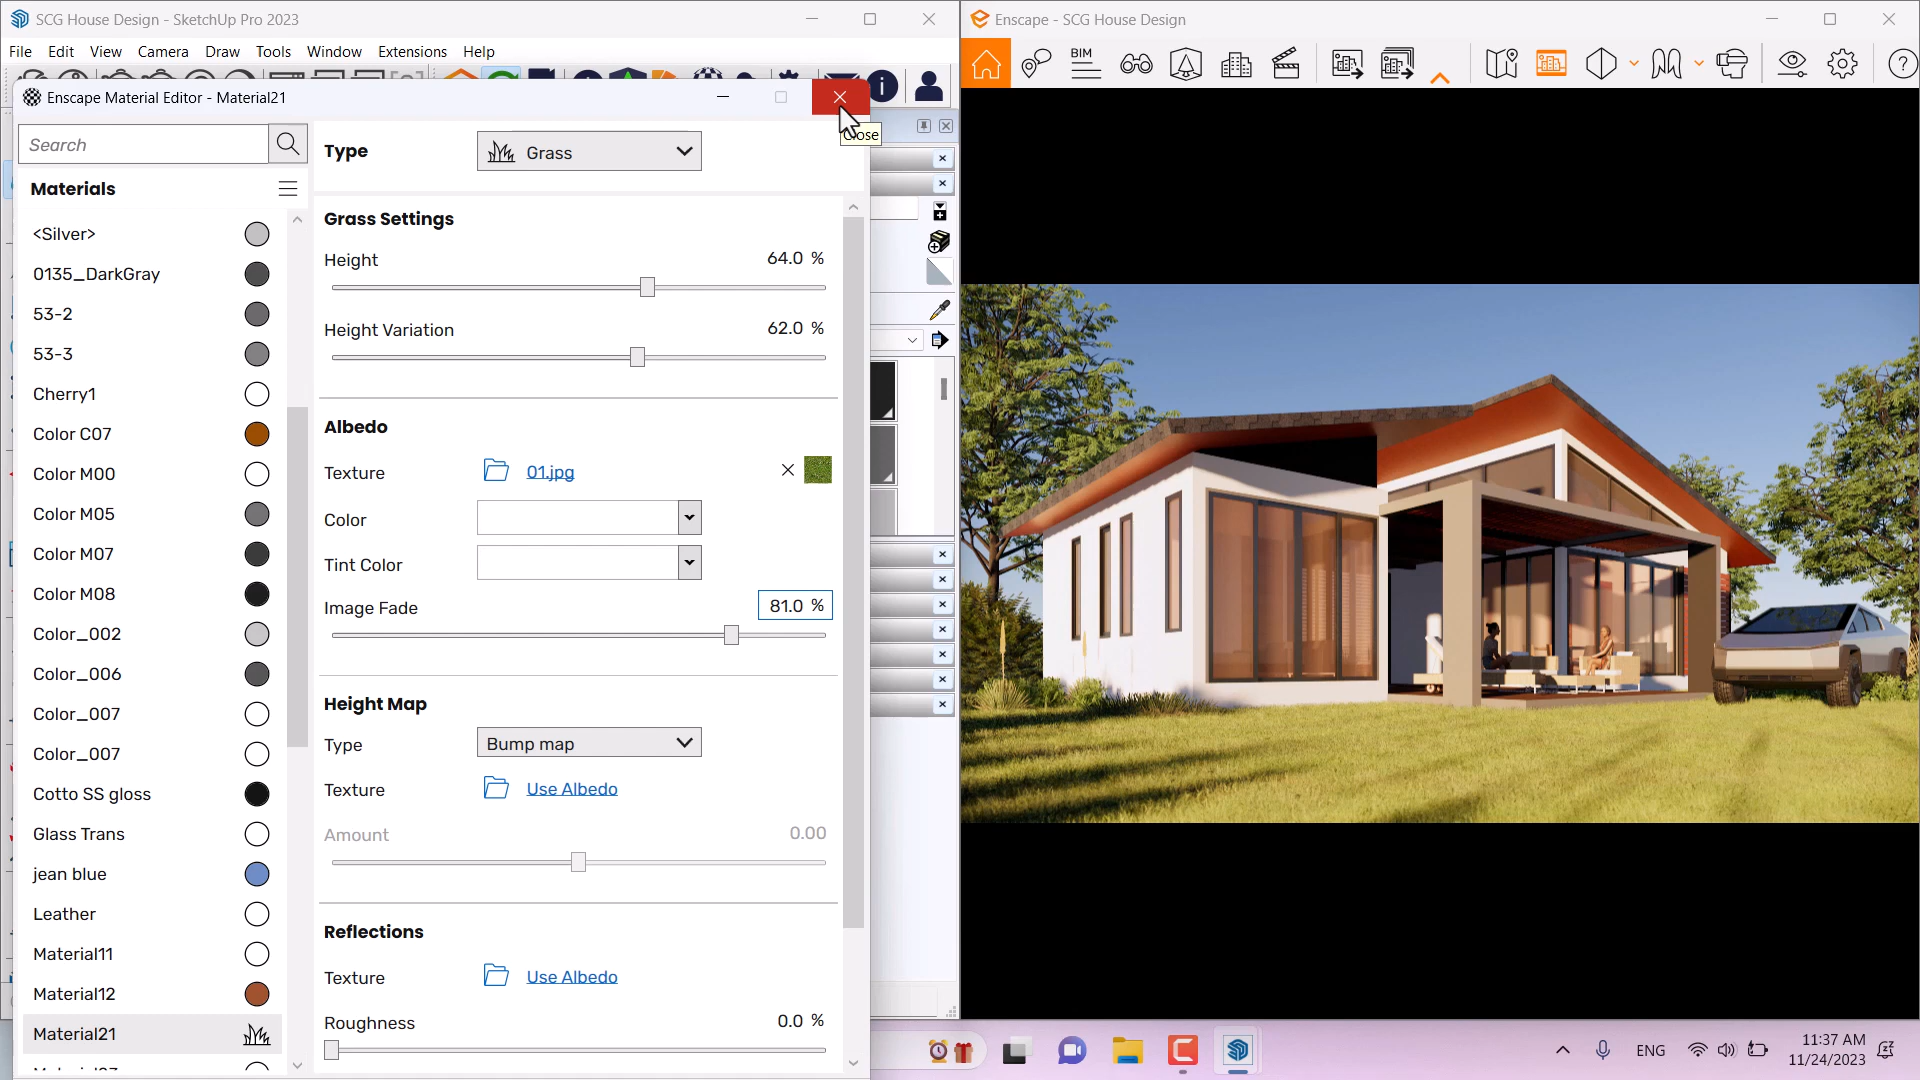 SCG House Design - SketchUp Pro 2023
File Edit View Camera Draw Tools Window Extensions Help
Enscape Material Editor - Material21
Close
Search
Materials
<Silver>
0135_DarkGray
53-2
53-3
Cherry1
Color C07
Color M00
Color M05
Color M07
Color M08
Color_002
Color_006
Color_007
Color_007
Cotto SS gloss
Glass Trans
jean blue
Leather
Material11
Material12
Material21
Type
Grass
Grass Settings
Height 64.0 %
Height Variation 62.0 %
Albedo
Texture 01.jpg
Color
Tint Color
Image Fade 81.0 %
Height Map
Type Bump map
Texture Use Albedo
Amount 0.00
Reflections
Texture Use Albedo
Roughness 0.0 %
Enscape - SCG House Design
BIM
ENG
11:37 AM
11/24/2023